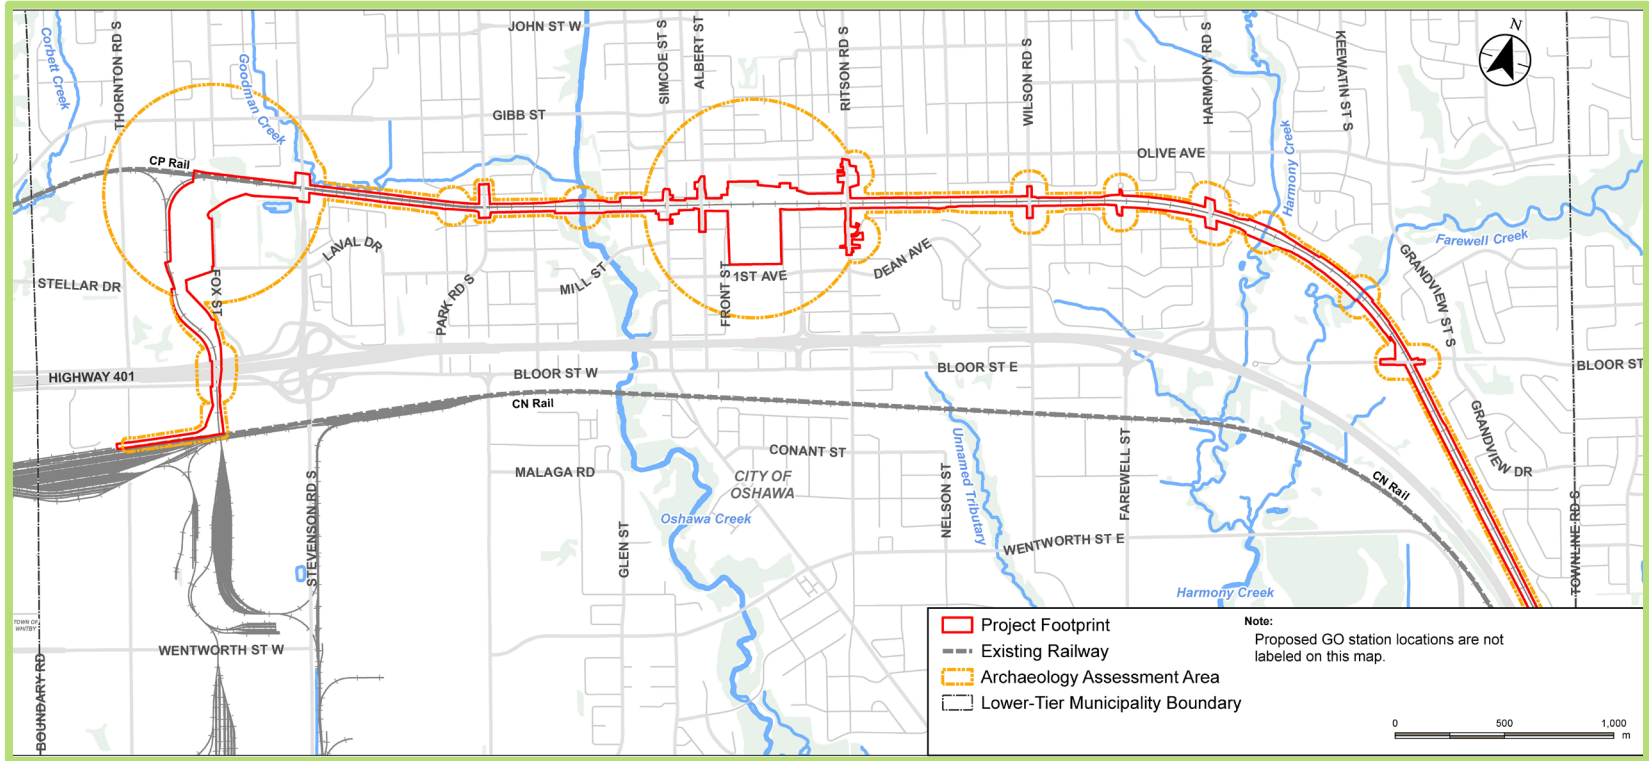 JOHN ST W
N
Corbett Creek
THORNTON RD S
Goodman Creek
SIMCOE ST S
ALBERT ST
RITSON RD S
WILSON RD S
HARMONY RD S
KEEWATIN ST S
GIBB ST
CP Rail
OLIVE AVE
Harmony Creek
LAVAL DR
DEAN AVE
Farewell Creek
STELLAR DR
FOX ST
PARK RD S
MILL ST
FRONT ST
1ST AVE
GRANDVIEW ST S
HIGHWAY 401
BLOOR ST W
BLOOR ST E
BLOOR ST
CN Rail
CONANT ST
MALAGA RD
CITY OF
OSHAWA
NELSON ST
Unnamed Tributary
FAREWELL ST
GRANDVIEW DR
CN Rail
STEVENSON RD S
GLEN ST
Oshawa Creek
WENTWORTH ST E
TOWNLINE RD S
Harmony Creek
TOWN OF
WHITBY
WENTWORTH ST W
BOUNDARY RD
Project Footprint
Existing Railway
Archaeology Assessment Area
Lower-Tier Municipality Boundary
Note:
Proposed GO station locations are not
labeled on this map.
0 500 1,000
m